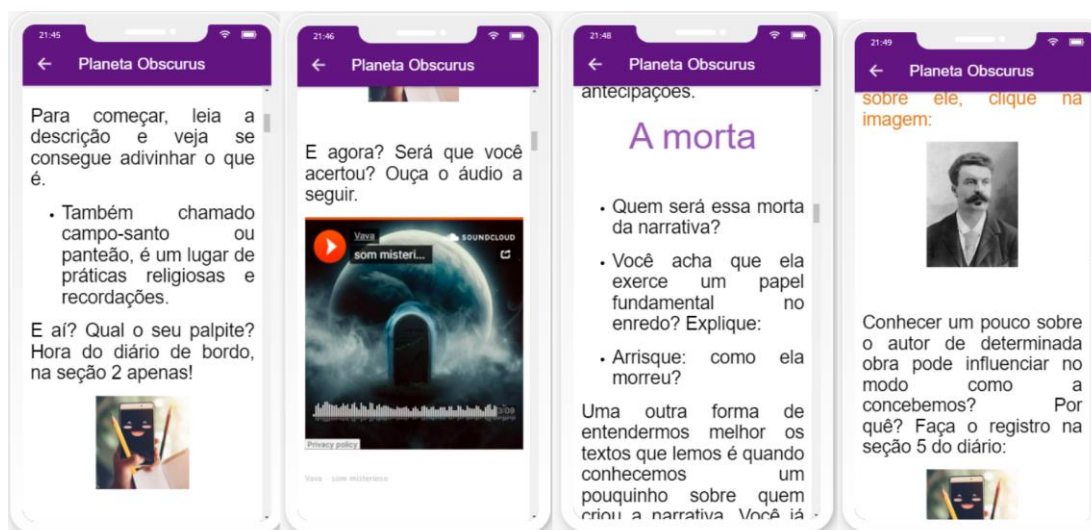 21:45
Planeta Obscurus
Para começar, leia a
descrição e veja se
consegue adivinhar o que
é.
• Também chamado
campo-santo ou
panteão, é um lugar de
práticas religiosas e
recordações.
E aí? Qual o seu palpite?
Hora do diário de bordo,
na seção 2 apenas!
21:46
Planeta Obscurus
E agora? Será que você
acertou? Ouça o áudio a
seguir.
Vava
SOUNDCLOUD
som misteri...
3:09
Privacy policy
Vava - som misterioso
21:48
Planeta Obscurus
antecipações.
A morta
• Quem será essa morta
da narrativa?
• Você acha que ela
exerce um papel
fundamental no
enredo? Explique:
• Arrisque: como ela
morreu?
Uma outra forma de
entendermos melhor os
textos que lemos é quando
conhecemos um
pouquinho sobre quem
criou a narrativa. Você já
21:49
Planeta Obscurus
sobre ele, clique na
imagem:
Conhecer um pouco sobre
o autor de determinada
obra pode influenciar no
modo como a
concebemos? Por
quê? Faça o registro na
seção 5 do diário: